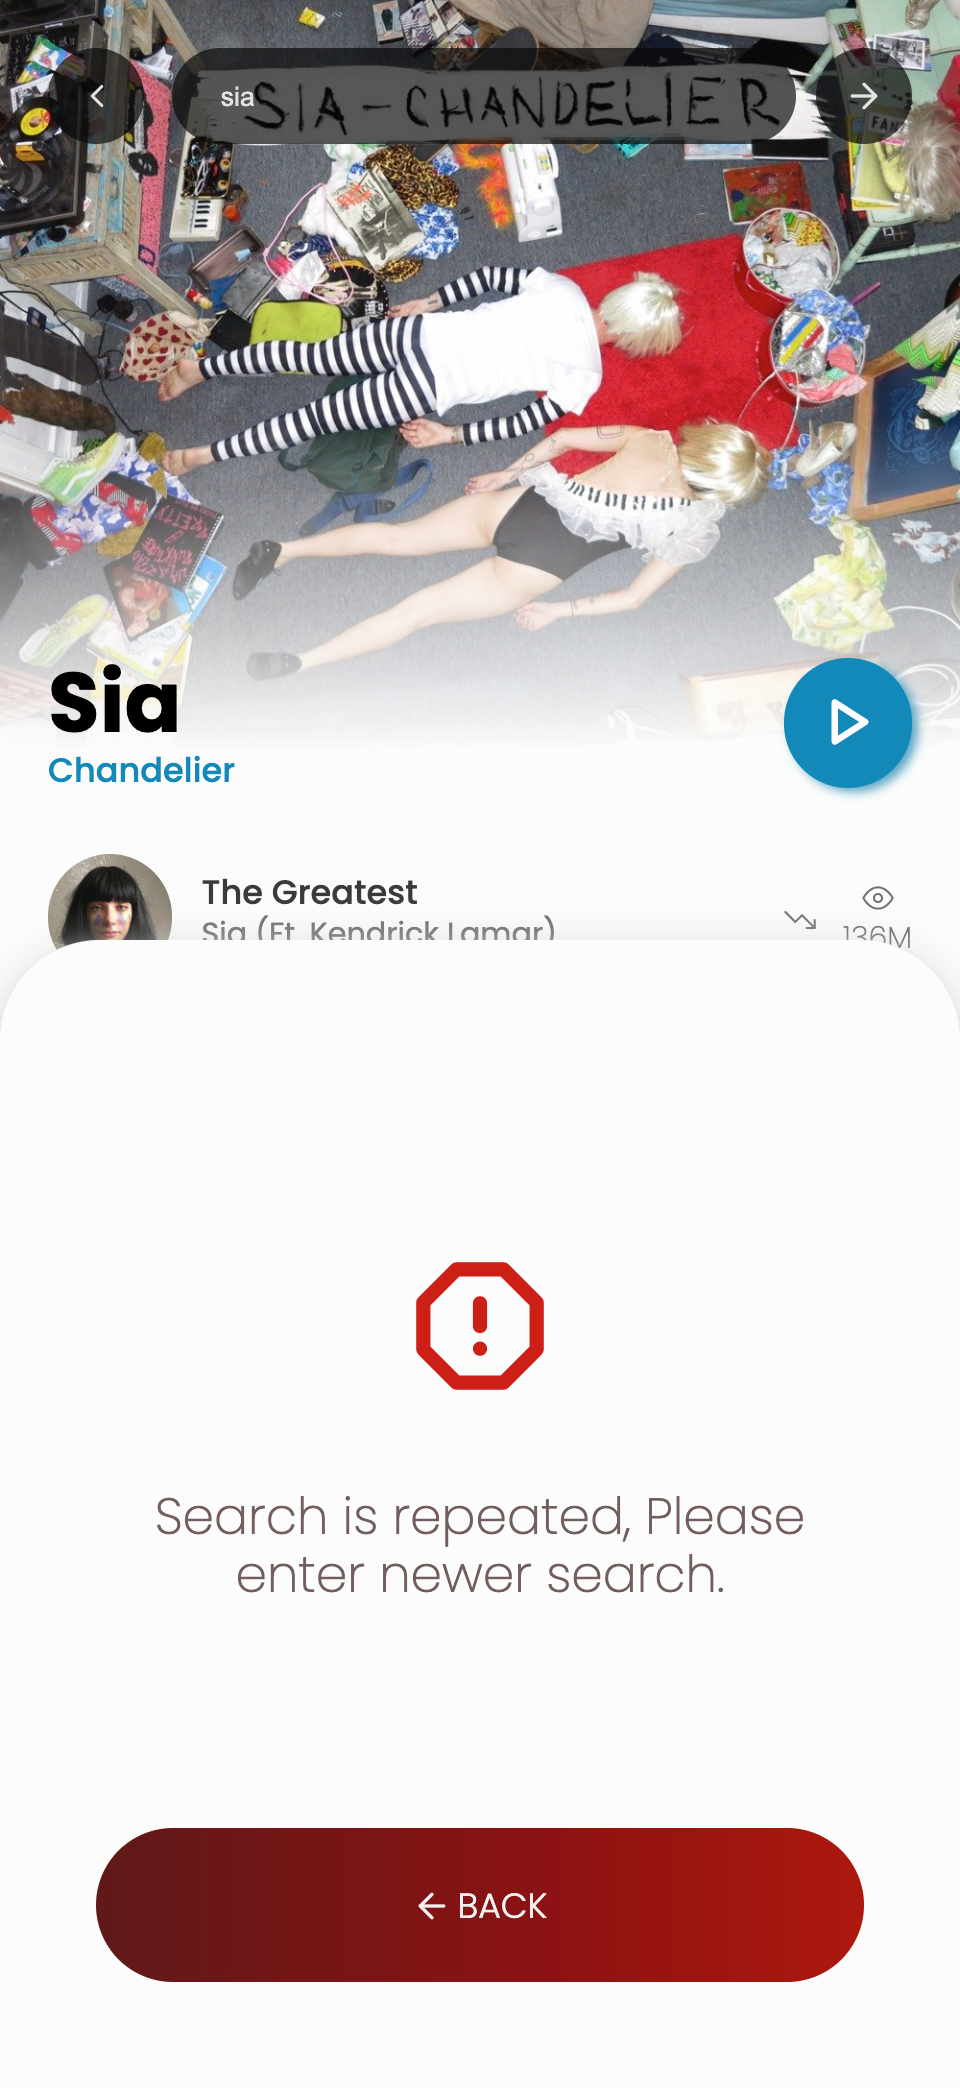 sia
SIA - CHANDELIER
FAN
Sia
Chandelier
The Greatest
Sia (Ft. Kendrick Lamar)
136M
Search is repeated, Please
enter newer search.
← BACK